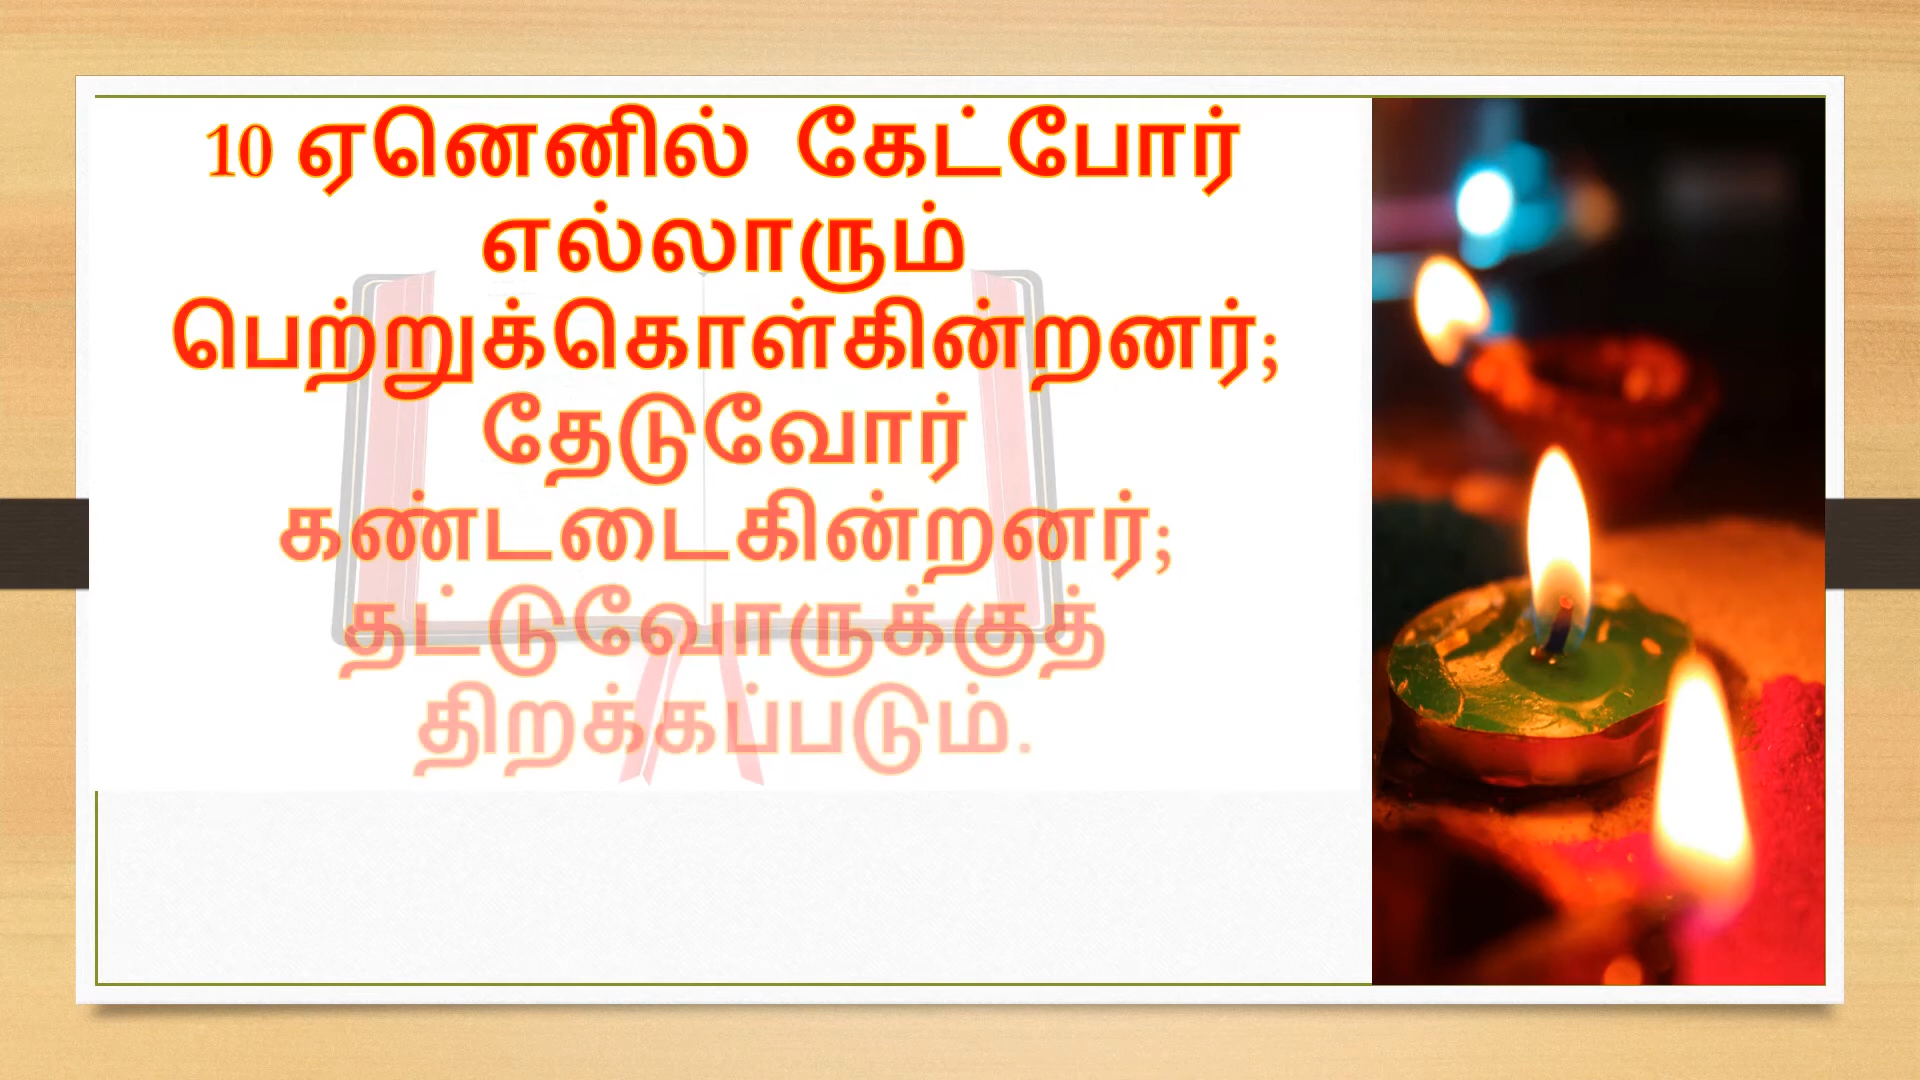 10 ஏனெனில் கேட்போர்
எல்லாரும்
பெற்றுக்கொள்கின்றனர்;
தேடுவோர்
கண்டடைகின்றனர்;
தட்டுவோருக்குத்
திறக்கப்படும்.